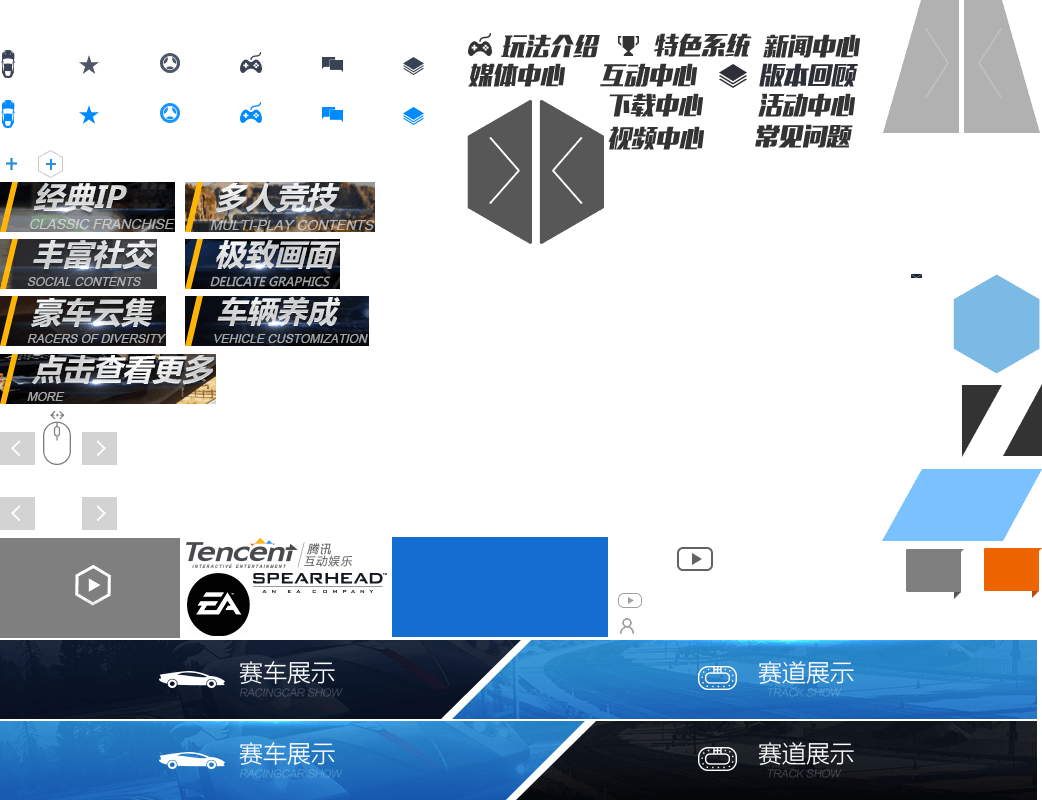 玩法介绍
特色系统
新闻中心
媒体中心
互动中心
版本回顾
下载中心
活动中心
视频中心
常见问题
经典IP
CLASSIC FRANCHISE
多人竞技
MULTI-PLAY CONTENTS
丰富社交
SOCIAL CONTENTS
极致画面
DELICATE GRAPHICS
豪车云集
RACERS OF DIVERSITY
车辆养成
VEHICLE CUSTOMIZATION
点击查看更多
MORE
Tencent
INTERACTIVE ENTERTAINMENT
腾讯
互动娱乐
EA
SPEARHEAD™
AN EA COMPANY
赛车展示
RACINGCAR SHOW
赛道展示
TRACK SHOW
赛车展示
RACINGCAR SHOW
赛道展示
TRACK SHOW